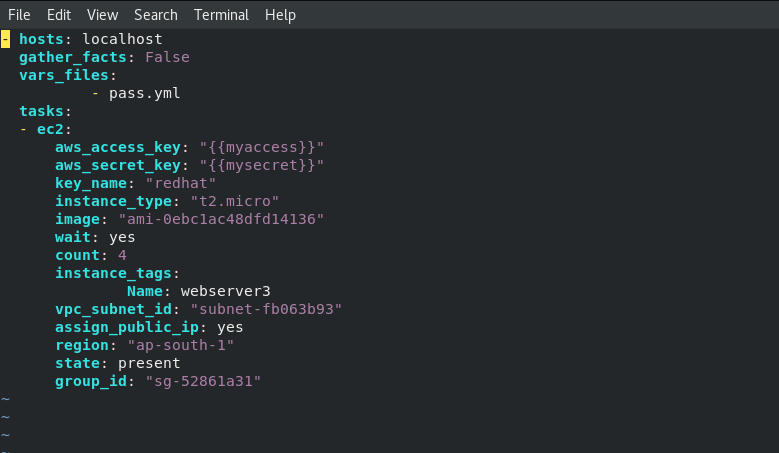 File Edit View Search Terminal Help
- hosts: localhost
  gather_facts: False
  vars_files:
          - pass.yml
  tasks:
  - ec2:
      aws_access_key: "{{myaccess}}"
      aws_secret_key: "{{mysecret}}"
      key_name: "redhat"
      instance_type: "t2.micro"
      image: "ami-0ebc1ac48dfd14136"
      wait: yes
      count: 4
      instance_tags:
              Name: webserver3
      vpc_subnet_id: "subnet-fb063b93"
      assign_public_ip: yes
      region: "ap-south-1"
      state: present
      group_id: "sg-52861a31"
~
~
~
~